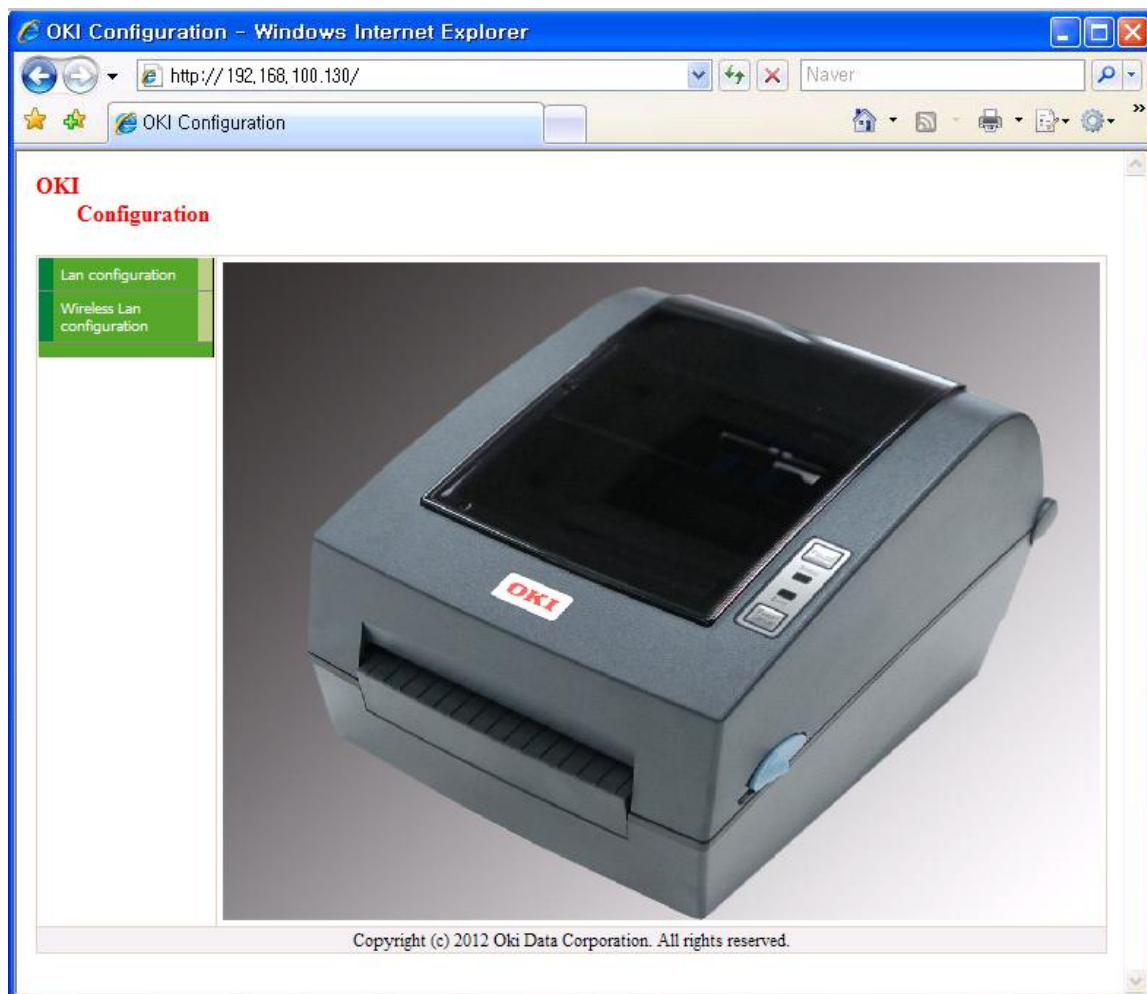 OKI Configuration - Windows Internet Explorer
http://192.168.100.130/
Naver
OKI Configuration
OKI
Configuration
Lan configuration
Wireless Lan
configuration
OKI
Copyright (c) 2012 Oki Data Corporation. All rights reserved.